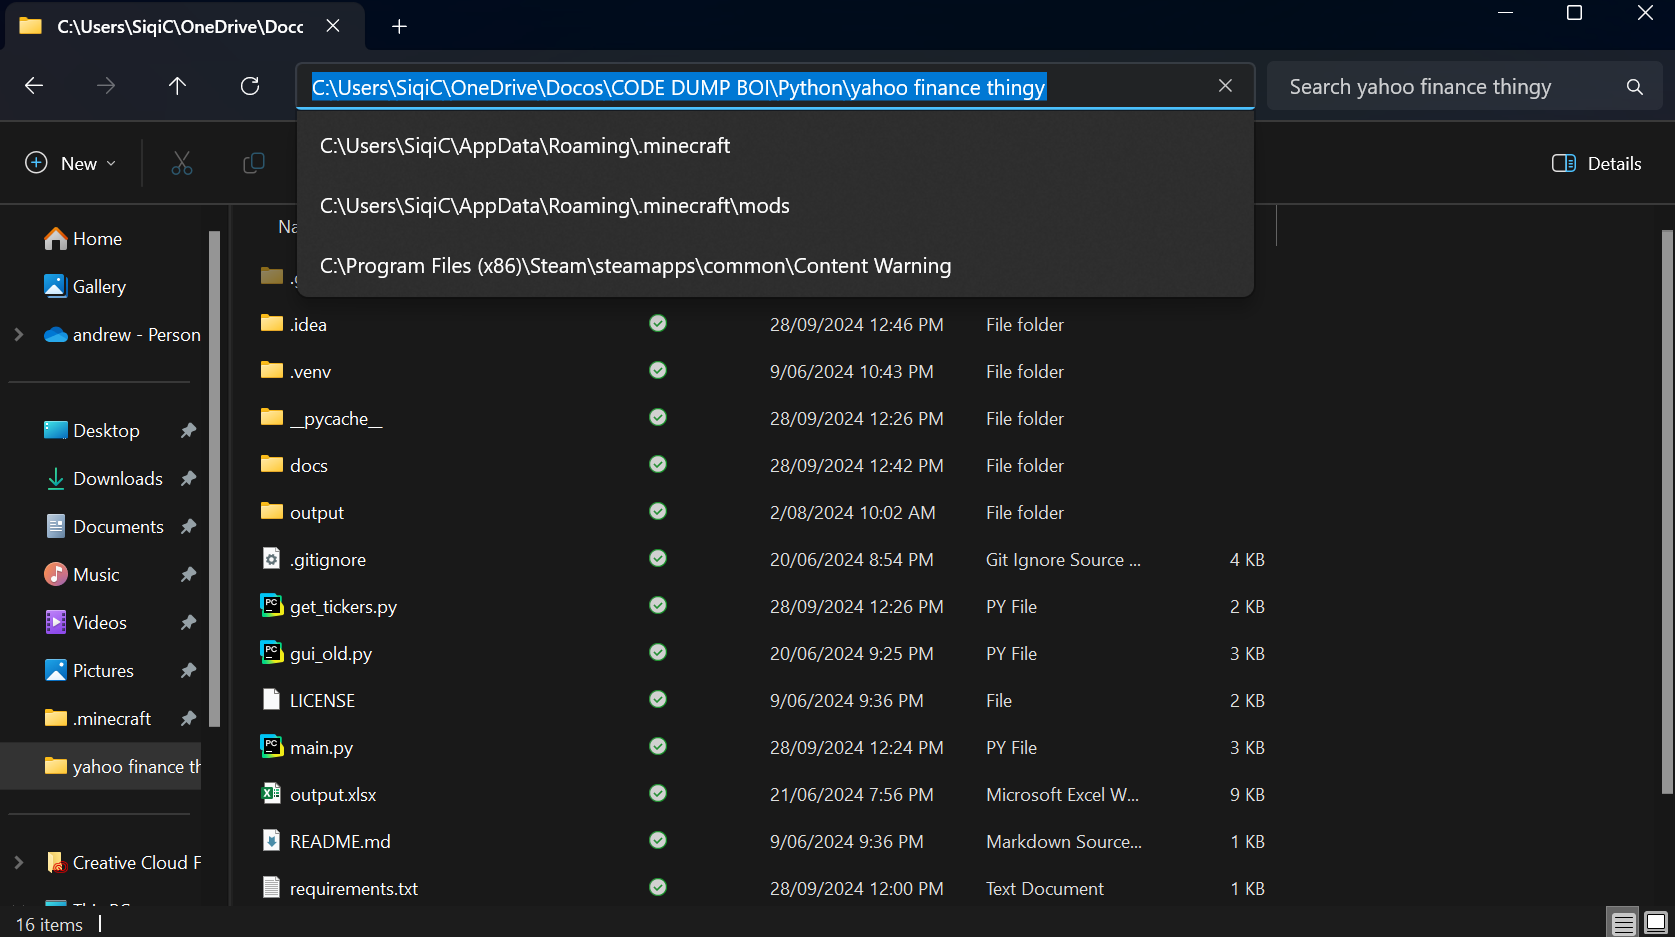 C:\Users\SiqiC\OneDrive\Docc
C:\Users\SiqiC\OneDrive\Docos\CODE DUMP BOI\Python\yahoo finance thingy
Search yahoo finance thingy
C:\Users\SiqiC\AppData\Roaming\.minecraft
C:\Users\SiqiC\AppData\Roaming\.minecraft\mods
C:\Program Files (x86)\Steam\steamapps\common\Content Warning
New
Details
Home
Gallery
andrew - Person
Desktop
Downloads
Documents
Music
Videos
Pictures
.minecraft
yahoo finance th
Creative Cloud F
Na
.idea 28/09/2024 12:46 PM File folder
.venv 9/06/2024 10:43 PM File folder
__pycache__ 28/09/2024 12:26 PM File folder
docs 28/09/2024 12:42 PM File folder
output 2/08/2024 10:02 AM File folder
.gitignore 20/06/2024 8:54 PM Git Ignore Source ... 4 KB
get_tickers.py 28/09/2024 12:26 PM PY File 2 KB
gui_old.py 20/06/2024 9:25 PM PY File 3 KB
LICENSE 9/06/2024 9:36 PM File 2 KB
main.py 28/09/2024 12:24 PM PY File 3 KB
output.xlsx 21/06/2024 7:56 PM Microsoft Excel W... 9 KB
README.md 9/06/2024 9:36 PM Markdown Source... 1 KB
requirements.txt 28/09/2024 12:00 PM Text Document 1 KB
16 items